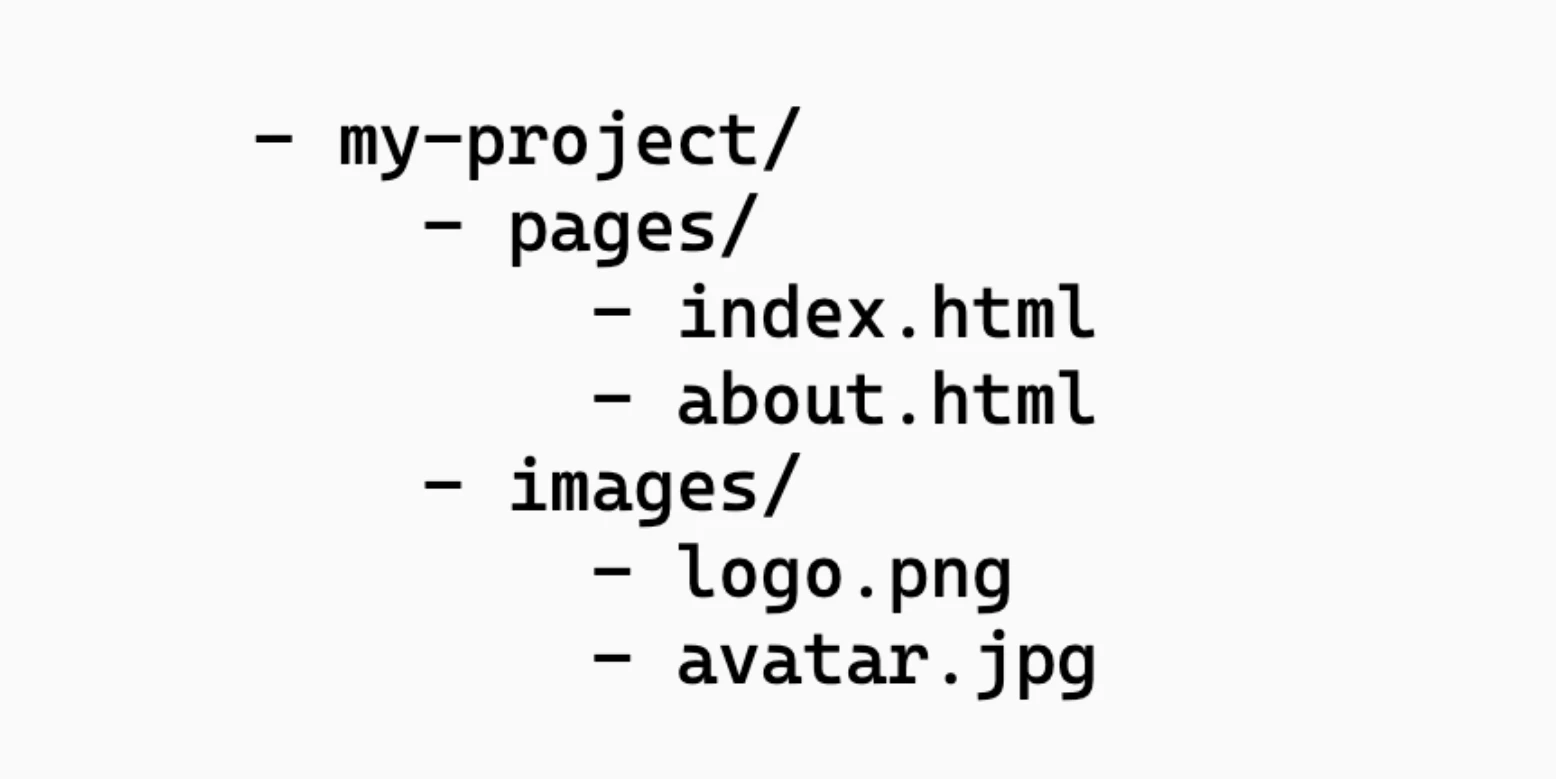 - my-project/
    - pages/
        - index.html
        - about.html
    - images/
        - logo.png
        - avatar.jpg